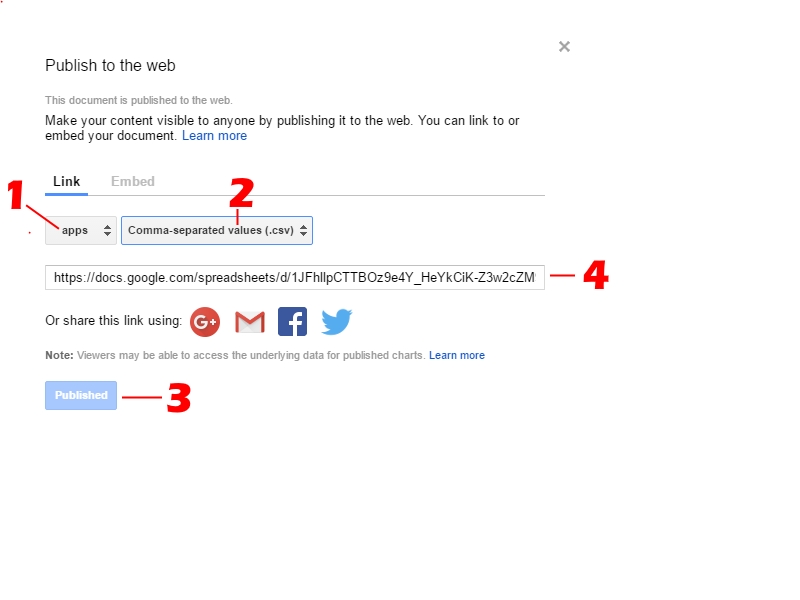 Publish to the web
This document is published to the web.
Make your content visible to anyone by publishing it to the web. You can link to or
embed your document. Learn more
Link Embed
1
2
apps Comma-separated values (.csv)
https://docs.google.com/spreadsheets/d/1JFhlIpCTTBOz9e4Y_HeYkCiK-Z3w2cZM
4
Or share this link using: G+ M f
Note: Viewers may be able to access the underlying data for published charts. Learn more
Published
3